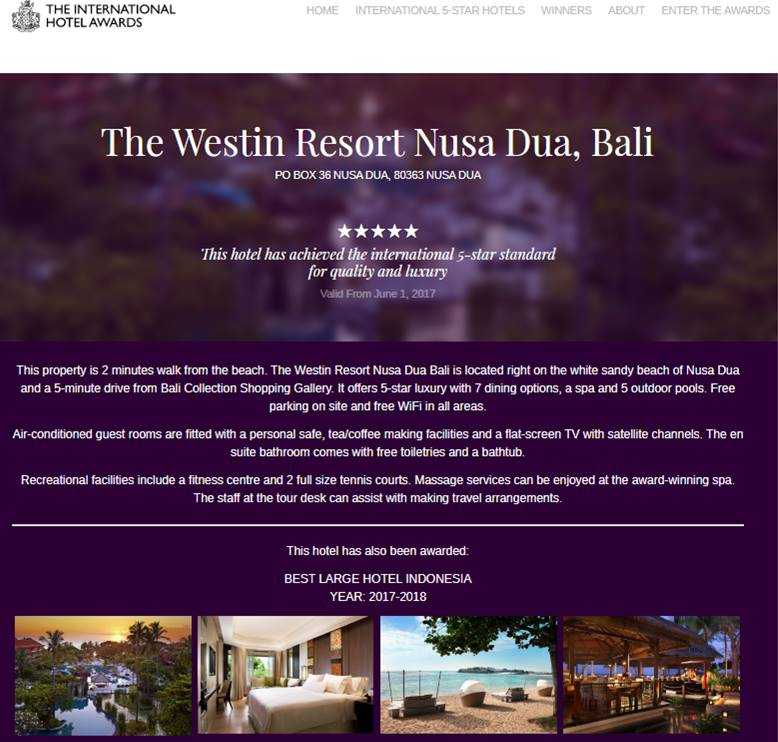 THE INTERNATIONAL
HOTEL AWARDS
HOME INTERNATIONAL 5-STAR HOTELS WINNERS ABOUT ENTER THE AWARDS
The Westin Resort Nusa Dua, Bali
PO BOX 36 NUSA DUA, 80363 NUSA DUA
★★★★★
This hotel has achieved the international 5-star standard
for quality and luxury
Valid From June 1, 2017
This property is 2 minutes walk from the beach. The Westin Resort Nusa Dua Bali is located right on the white sandy beach of Nusa Dua
and a 5-minute drive from Bali Collection Shopping Gallery. It offers 5-star luxury with 7 dining options, a spa and 5 outdoor pools. Free
parking on site and free WiFi in all areas.
Air-conditioned guest rooms are fitted with a personal safe, tea/coffee making facilities and a flat-screen TV with satellite channels. The en
suite bathroom comes with free toiletries and a bathtub.
Recreational facilities include a fitness centre and 2 full size tennis courts. Massage services can be enjoyed at the award-winning spa.
The staff at the tour desk can assist with making travel arrangements.
This hotel has also been awarded:
BEST LARGE HOTEL INDONESIA
YEAR: 2017-2018